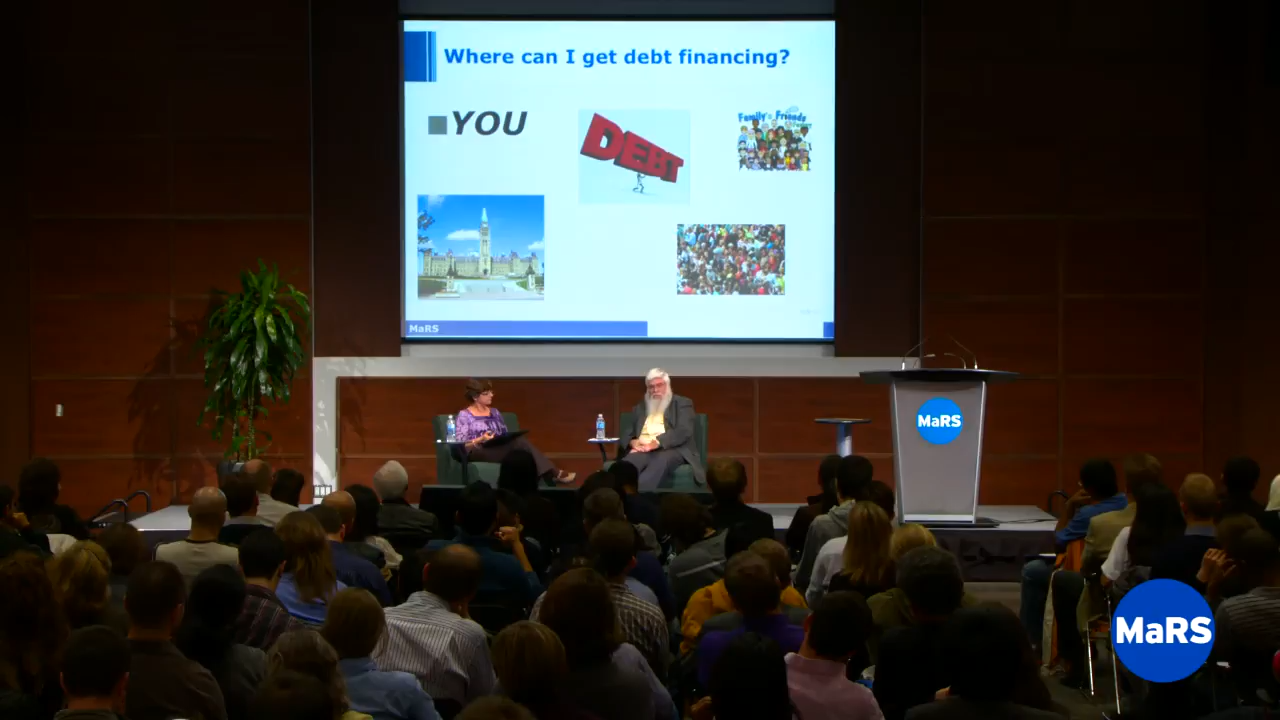 Where can I get debt financing?
YOU
DEBT
Family & Friends
MaRS
MaRS
MaRS